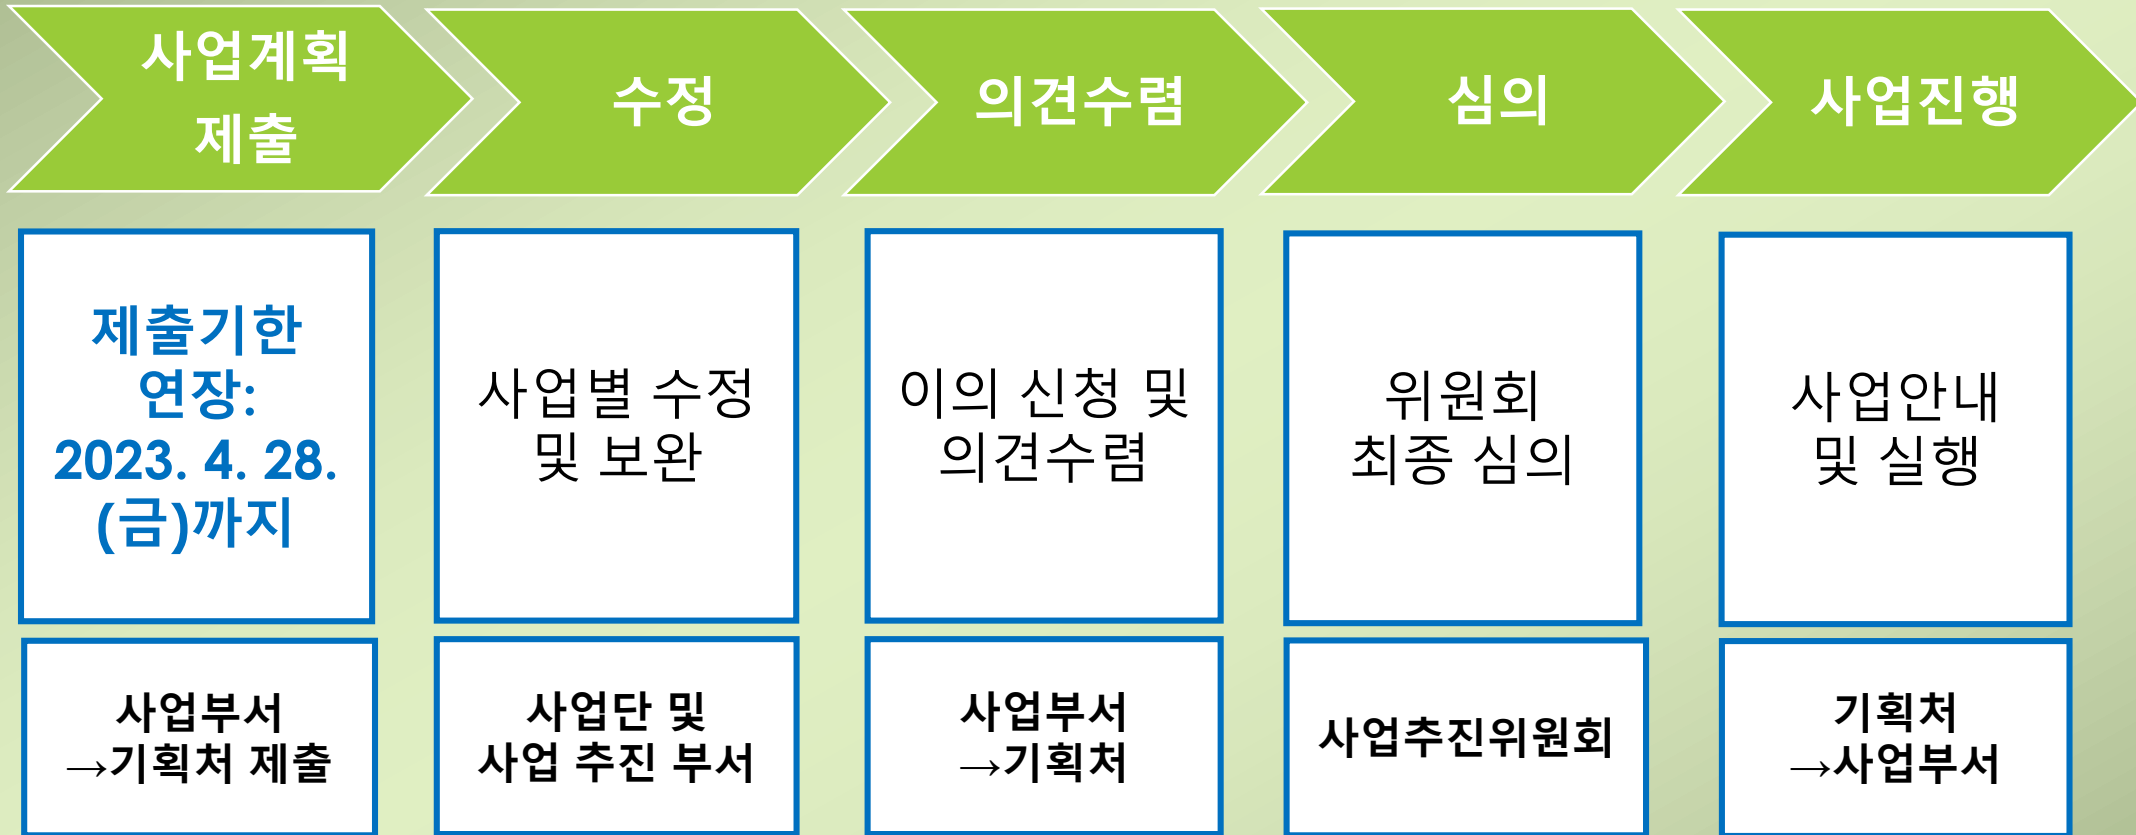 사업계획
제출
수정
의견수렴
심의
사업진행
제출기한
연장:
2023. 4. 28.
(금)까지
사업별 수정
및 보완
이의 신청 및
의견수렴
위원회
최종 심의
사업안내
및 실행
사업부서
→기획처 제출
사업단 및
사업 추진 부서
사업부서
→기획처
사업추진위원회
기획처
→사업부서